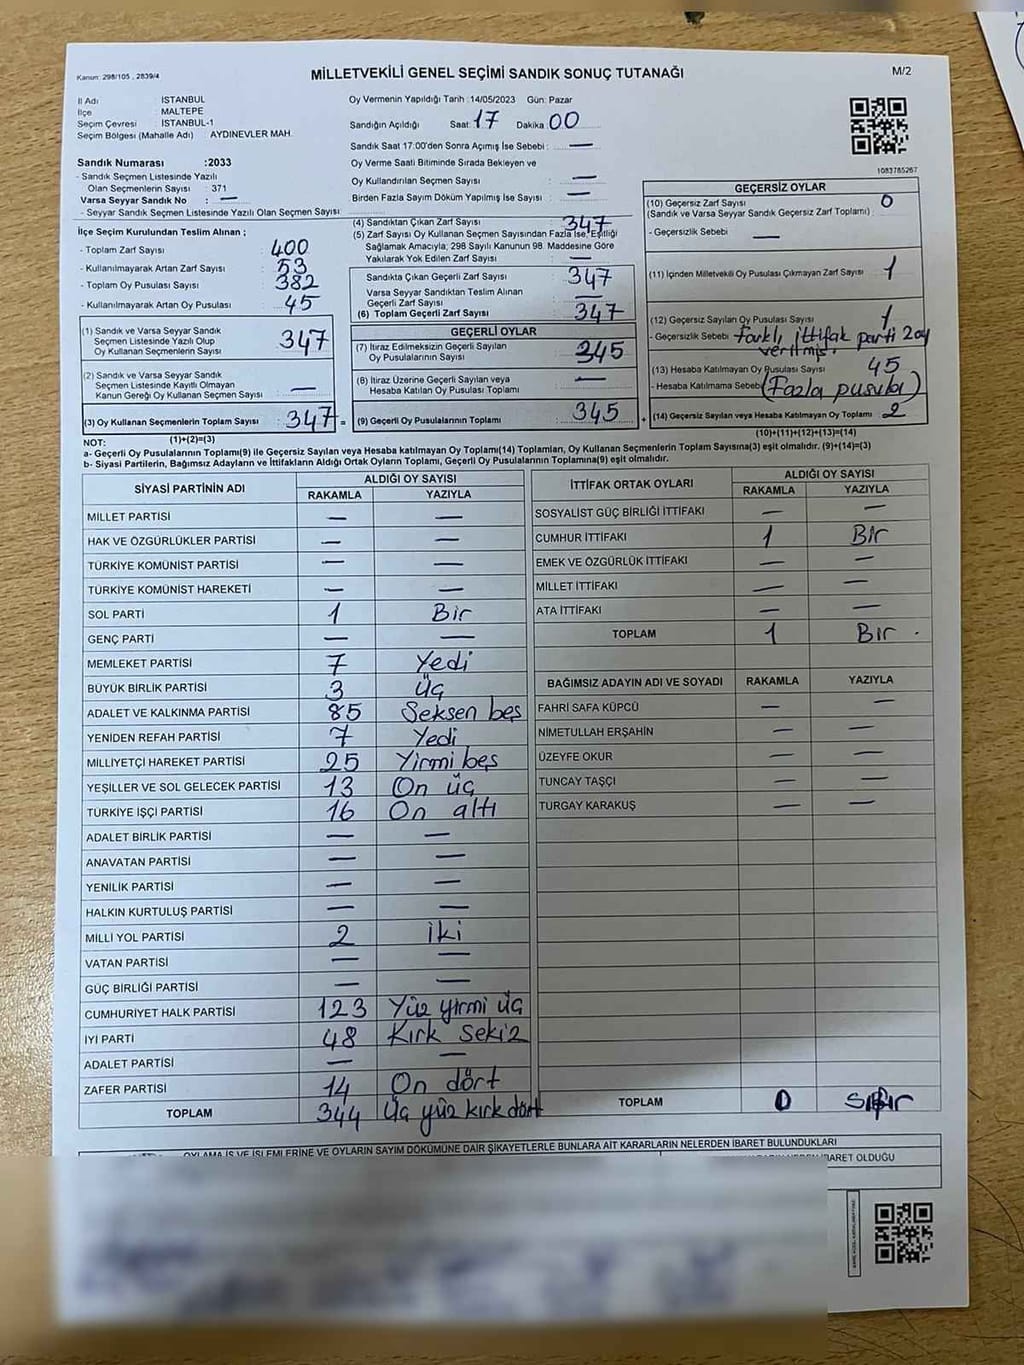 Kanun: 298/105 , 2839/4
MİLLETVEKİLİ GENEL SEÇİMİ SANDIK SONUÇ TUTANAĞI
M/2
İl Adı : İSTANBUL
İlçe : MALTEPE
Seçim Çevresi : İSTANBUL-1
Seçim Bölgesi (Mahalle Adı) : AYDINEVLER MAH.
Sandık Numarası :2033
- Sandık Seçmen Listesinde Yazılı
Olan Seçmenlerin Sayısı : 371
Varsa Seyyar Sandık No : —
- Seyyar Sandık Seçmen Listesinde Yazılı Olan Seçmen Sayısı:
İlçe Seçim Kurulundan Teslim Alınan ;
- Toplam Zarf Sayısı : 400
- Kullanılmayarak Artan Zarf Sayısı : 53
- Toplam Oy Pusulası Sayısı : 382
- Kullanılmayarak Artan Oy Pusulası : 45
(1) Sandık ve Varsa Seyyar Sandık
Seçmen Listesinde Yazılı Olup
Oy Kullanan Seçmenlerin Sayısı : 347
(2) Sandık ve Varsa Seyyar Sandık
Seçmen Listesinde Kayıtlı Olmayan
Kanun Gereği Oy Kullanan Seçmen Sayısı : —
(3) Oy Kullanan Seçmenlerin Toplam Sayısı : 347 =
(1)+(2)=(3)
Oy Vermenin Yapıldığı Tarih :14/05/2023 Gün: Pazar
Sandığın Açıldığı Saat: 17 Dakika: 00
Sandık Saat 17:00'den Sonra Açılmış İse Sebebi : —
Oy Verme Saati Bitiminde Sırada Bekleyen ve
Oy Kullandırılan Seçmen Sayısı : —
Birden Fazla Sayım Döküm Yapılmış İse Sayısı : —
(4) Sandıktan Çıkan Zarf Sayısı : 347
(5) Zarf Sayısı Oy Kullanan Seçmen Sayısından Fazla İse, Eşitliği
Sağlamak Amacıyla; 298 Sayılı Kanunun 98. Maddesine Göre
Yakılarak Yok Edilen Zarf Sayısı : —
Sandıkta Çıkan Geçerli Zarf Sayısı : 347
Varsa Seyyar Sandıktan Teslim Alınan
Geçerli Zarf Sayısı : —
(6) Toplam Geçerli Zarf Sayısı : 347
GEÇERLİ OYLAR
(7) İtiraz Edilmeksizin Geçerli Sayılan
Oy Pusulalarının Sayısı : 345
(8) İtiraz Üzerine Geçerli Sayılan veya
Hesaba Katılan Oy Pusulası Toplamı : —
(9) Geçerli Oy Pusulalarının Toplamı : 345 +
1083785267
GEÇERSİZ OYLAR
(10) Geçersiz Zarf Sayısı : 0
(Sandık ve Varsa Seyyar Sandık Geçersiz Zarf Toplamı)
- Geçersizlik Sebebi : —
(11) İçinden Milletvekili Oy Pusulası Çıkmayan Zarf Sayısı : 1
(12) Geçersiz Sayılan Oy Pusulası Sayısı : 1
- Geçersizlik Sebebi : farklı ittifak parti 2 oy
verilmiş.
(13) Hesaba Katılmayan Oy Pusulası Sayısı : 45
- Hesaba Katılmama Sebebi : (Fazla pusula)
(14) Geçersiz Sayılan veya Hesaba Katılmayan Oy Toplamı : 2
(10)+(11)+(12)+(13)=(14)
NOT:
a- Geçerli Oy Pusulalarının Toplamı(9) ile Geçersiz Sayılan veya Hesaba katılmayan Oy Toplamı(14) Toplamları, Oy Kullanan Seçmenlerin Toplam Sayısına(3) eşit olmalıdır. (9)+(14)=(3)
b- Siyasi Partilerin, Bağımsız Adayların ve İttifakların Aldığı Ortak Oyların Toplamı, Geçerli Oy Pusulalarının Toplamına(9) eşit olmalıdır.
SİYASİ PARTİNİN ADI ALDIĞI OY SAYISI
RAKAMLA YAZIYLA
MİLLET PARTİSİ — —
HAK VE ÖZGÜRLÜKLER PARTİSİ — —
TÜRKİYE KOMÜNİST PARTİSİ — —
TÜRKİYE KOMÜNİST HAREKETİ — —
SOL PARTİ 1 Bir
GENÇ PARTİ — —
MEMLEKET PARTİSİ 7 Yedi
BÜYÜK BİRLİK PARTİSİ 3 Üç
ADALET VE KALKINMA PARTİSİ 85 Seksen beş
YENİDEN REFAH PARTİSİ 7 Yedi
MİLLİYETÇİ HAREKET PARTİSİ 25 Yirmi beş
YEŞİLLER VE SOL GELECEK PARTİSİ 13 On üç
TÜRKİYE İŞÇİ PARTİSİ 16 On altı
ADALET BİRLİK PARTİSİ — —
ANAVATAN PARTİSİ — —
YENİLİK PARTİSİ — —
HALKIN KURTULUŞ PARTİSİ — —
MİLLİ YOL PARTİSİ 2 İki
VATAN PARTİSİ — —
GÜÇ BİRLİĞİ PARTİSİ — —
CUMHURİYET HALK PARTİSİ 123 Yüz yirmi üç
İYİ PARTİ 48 Kırk sekiz
ADALET PARTİSİ — —
ZAFER PARTİSİ 14 On dört
TOPLAM 344 Üç yüz kırk dört
İTTİFAK ORTAK OYLARI ALDIĞI OY SAYISI
RAKAMLA YAZIYLA
SOSYALİST GÜÇ BİRLİĞİ İTTİFAKI — —
CUMHUR İTTİFAKI 1 Bir
EMEK VE ÖZGÜRLÜK İTTİFAKI — —
MİLLET İTTİFAKI — —
ATA İTTİFAKI — —
TOPLAM 1 Bir .
BAĞIMSIZ ADAYIN ADI VE SOYADI RAKAMLA YAZIYLA
FAHRİ SAFA KÜPCÜ — —
NİMETULLAH ERŞAHİN — —
ÜZEYFE OKUR — —
TUNCAY TAŞÇI — —
TURGAY KARAKUŞ — —
TOPLAM 0 Sıfır
OYLAMA İŞ VE İŞLEMLERİNE VE OYLARIN SAYIM DÖKÜMÜNE DAİR ŞİKAYETLERLE BUNLARA AİT KARARLARIN NELERDEN İBARET BULUNDUKLARI
İBARET OLDUĞU